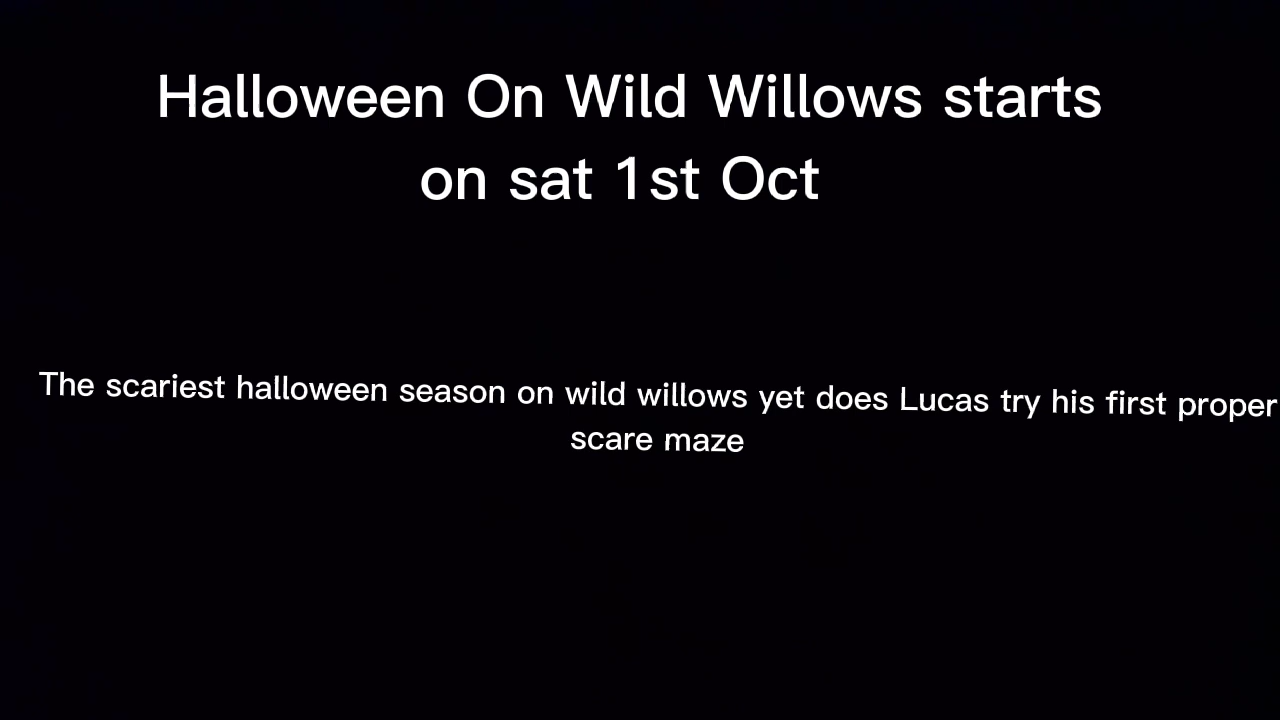 Halloween On Wild Willows starts
on sat 1st Oct
The scariest halloween season on wild willows yet does Lucas try his first proper
scare maze